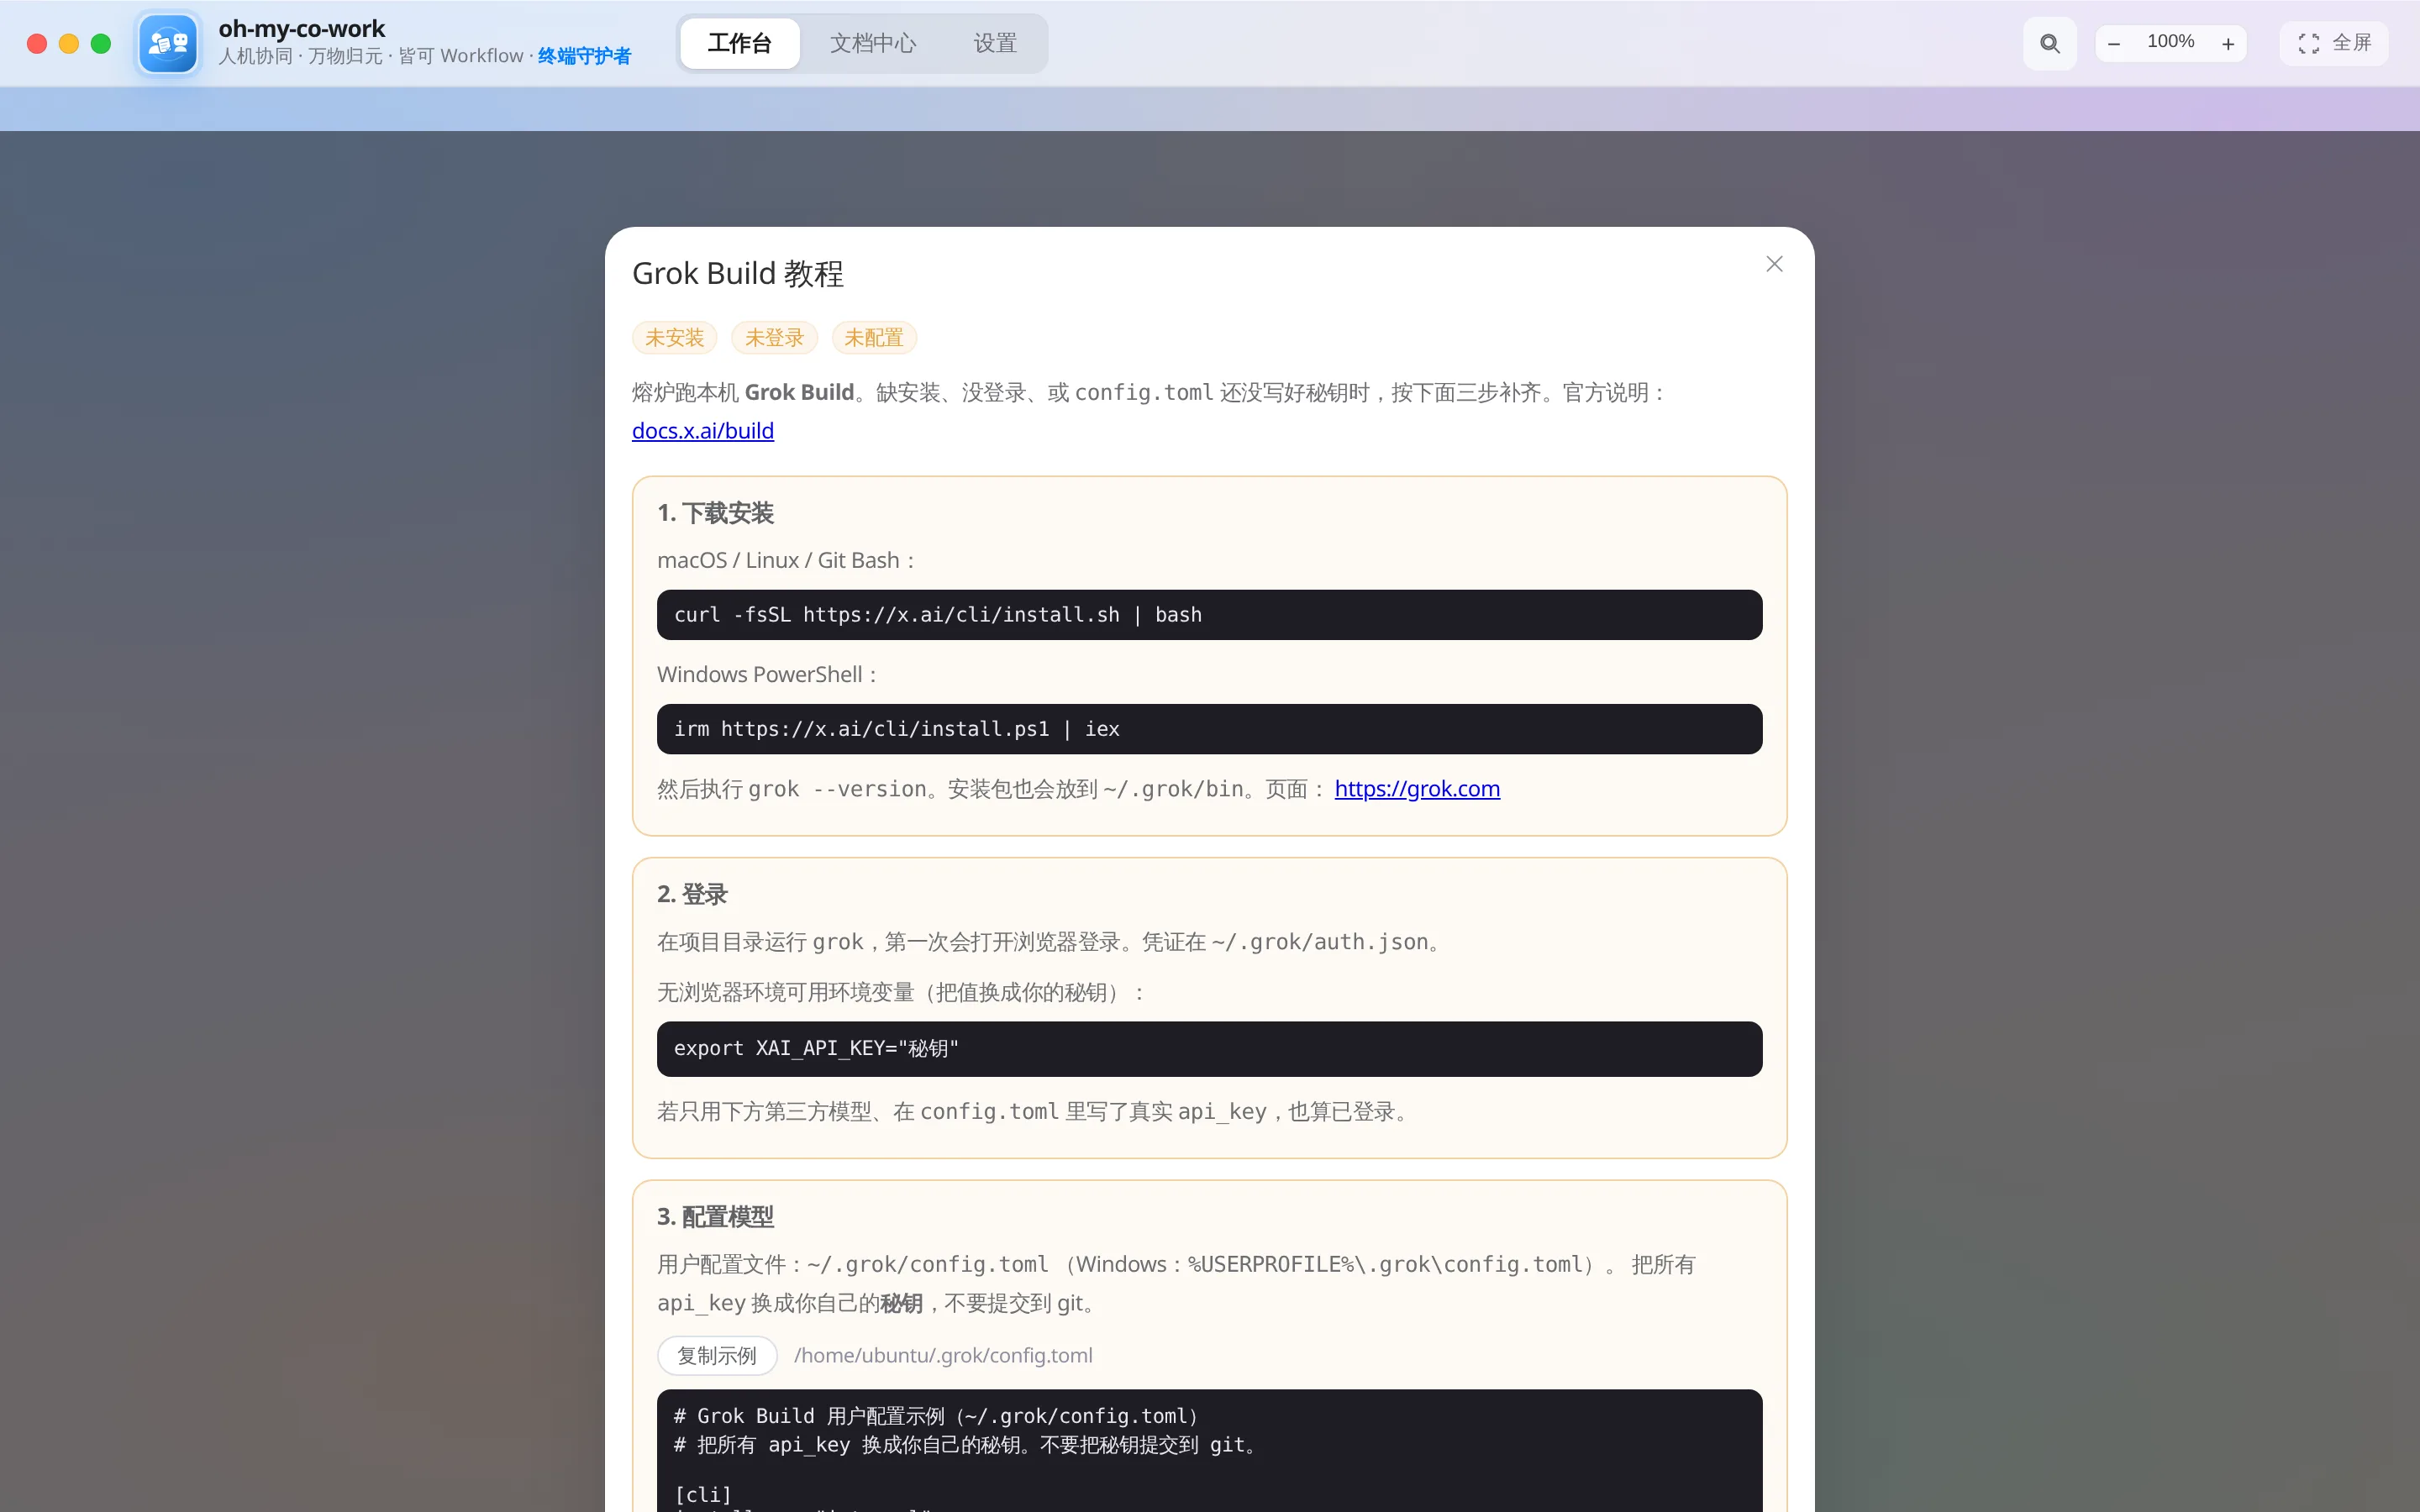 oh-my-co-work
人机协同 · 万物归元 · 皆可 Workflow · 终端守护者
工作台
文档中心
设置
100%
全屏
Grok Build 教程
未安装
未登录
未配置
熔炉跑本机 Grok Build。缺安装、没登录、或 config.toml 还没写好秘钥时，按下面三步补齐。官方说明：
docs.x.ai/build
1. 下载安装
macOS / Linux / Git Bash：
curl -fsSL https://x.ai/cli/install.sh | bash
Windows PowerShell：
irm https://x.ai/cli/install.ps1 | iex
然后执行 grok --version。安装包也会放到 ~/.grok/bin。页面： https://grok.com
2. 登录
在项目目录运行 grok，第一次会打开浏览器登录。凭证在 ~/.grok/auth.json。
无浏览器环境可用环境变量（把值换成你的秘钥）：
export XAI_API_KEY="秘钥"
若只用下方第三方模型、在 config.toml 里写了真实 api_key，也算已登录。
3. 配置模型
用户配置文件：~/.grok/config.toml （Windows：%USERPROFILE%\.grok\config.toml）。 把所有
api_key 换成你自己的秘钥，不要提交到 git。
复制示例
/home/ubuntu/.grok/config.toml
# Grok Build 用户配置示例（~/.grok/config.toml）
# 把所有 api_key 换成你自己的秘钥。不要把秘钥提交到 git。
[cli]